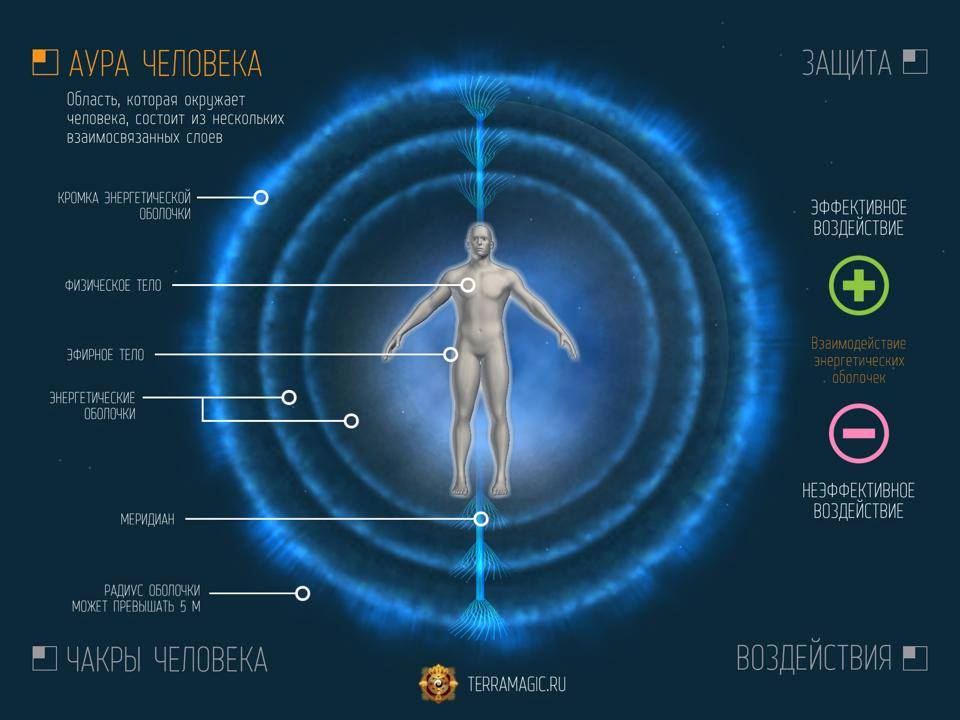 АУРА ЧЕЛОВЕКА
Область, которая окружает
человека, состоит из нескольких
взаимосвязанных слоев
ЗАЩИТА
КРОМКА ЭНЕРГЕТИЧЕСКОЙ
ОБОЛОЧКИ
ФИЗИЧЕСКОЕ ТЕЛО
ЭФИРНОЕ ТЕЛО
ЭНЕРГЕТИЧЕСКИЕ
ОБОЛОЧКИ
МЕРИДИАН
РАДИУС ОБОЛОЧКИ
МОЖЕТ ПРЕВЫШАТЬ 5 М
ЭФФЕКТИВНОЕ
ВОЗДЕЙСТВИЕ
Взаимодействие
энергетических
оболочек
НЕЭФФЕКТИВНОЕ
ВОЗДЕЙСТВИЕ
ЧАКРЫ ЧЕЛОВЕКА
TERRAMAGIC.RU
ВОЗДЕЙСТВИЯ